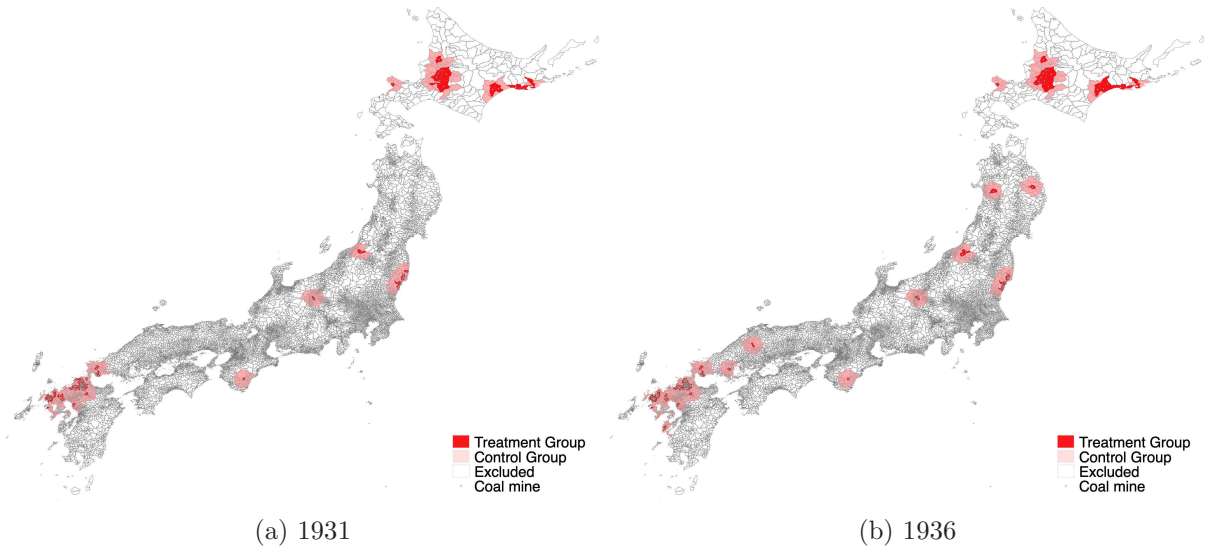 Treatment Group
Control Group
Excluded
Coal mine
(a) 1931
Treatment Group
Control Group
Excluded
Coal mine
(b) 1936